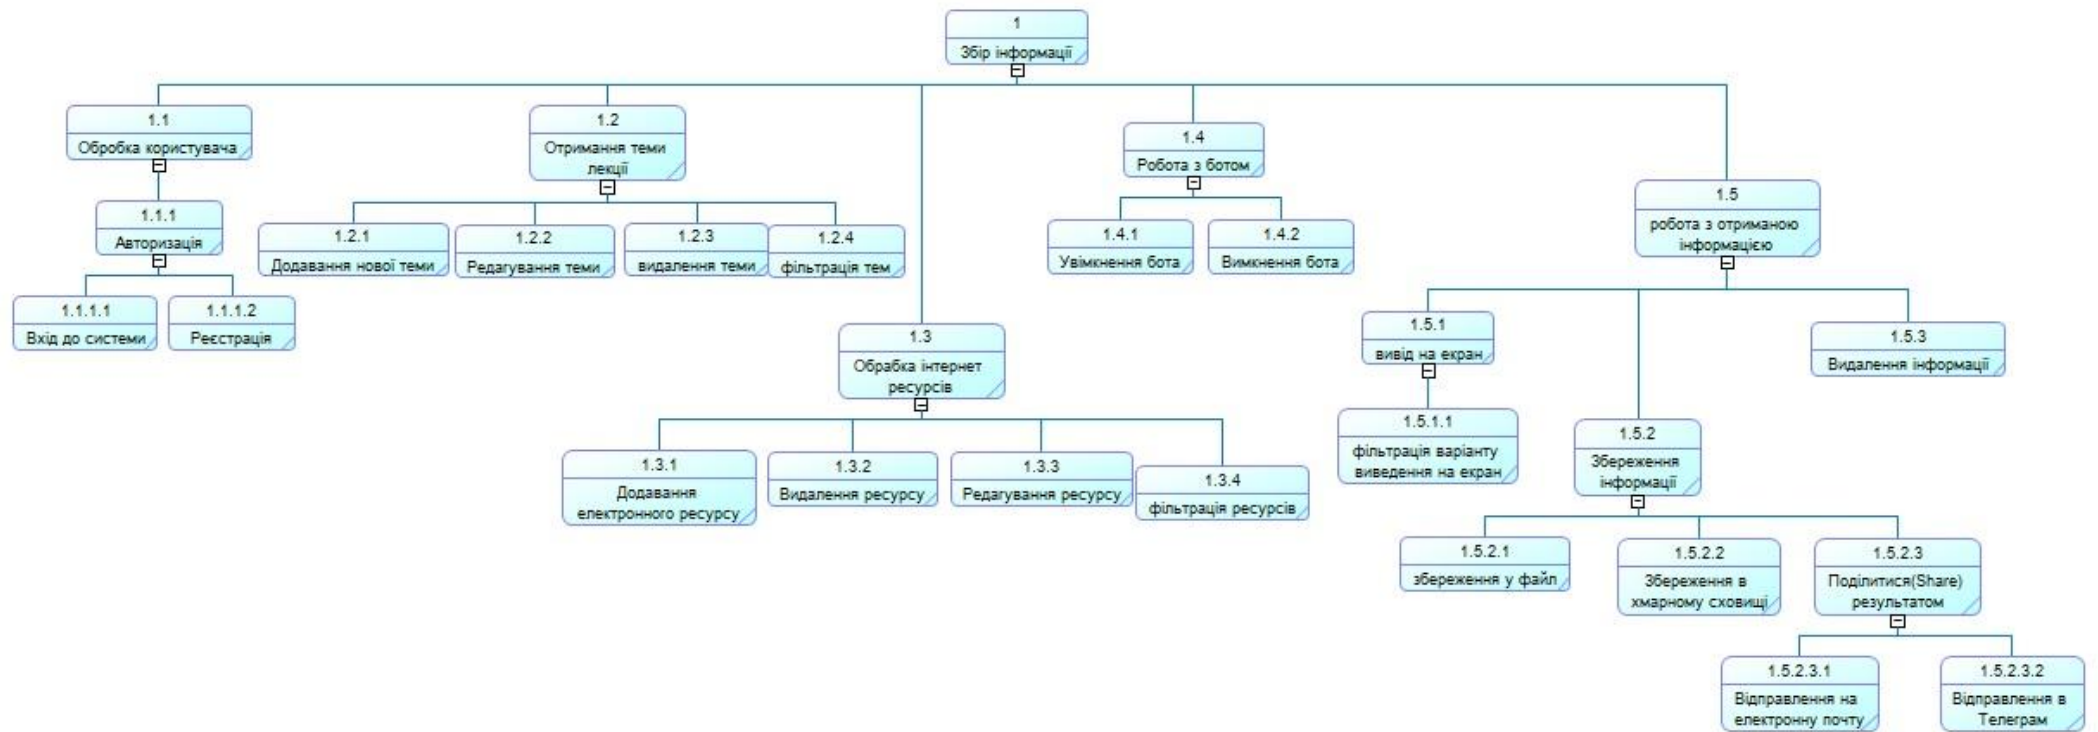 1
Збір інформації
1.1
Обробка користувача
1.1.1
Авторизація
1.1.1.1
Вхід до системи
1.1.1.2
Реєстрація
1.2
Отримання теми
лекції
1.2.1
Додавання нової теми
1.2.2
Редагування теми
1.2.3
видалення теми
1.2.4
фільтрація тем
1.3
Обрабка інтернет
ресурсів
1.3.1
Додавання
електронного ресурсу
1.3.2
Видалення ресурсу
1.3.3
Редагування ресурсу
1.3.4
фільтрація ресурсів
1.4
Робота з ботом
1.4.1
Увімкнення бота
1.4.2
Вимкнення бота
1.5
робота з отриманою
інформацією
1.5.1
вивід на екран
1.5.1.1
фільтрація варіанту
виведення на екран
1.5.2
Збереження
інформації
1.5.2.1
збереження у файл
1.5.2.2
Збереження в
хмарному сховищі
1.5.2.3
Поділитися(Share)
результатом
1.5.2.3.1
Відправлення на
електронну почту
1.5.2.3.2
Відправлення в
Телеграм
1.5.3
Видалення інформації